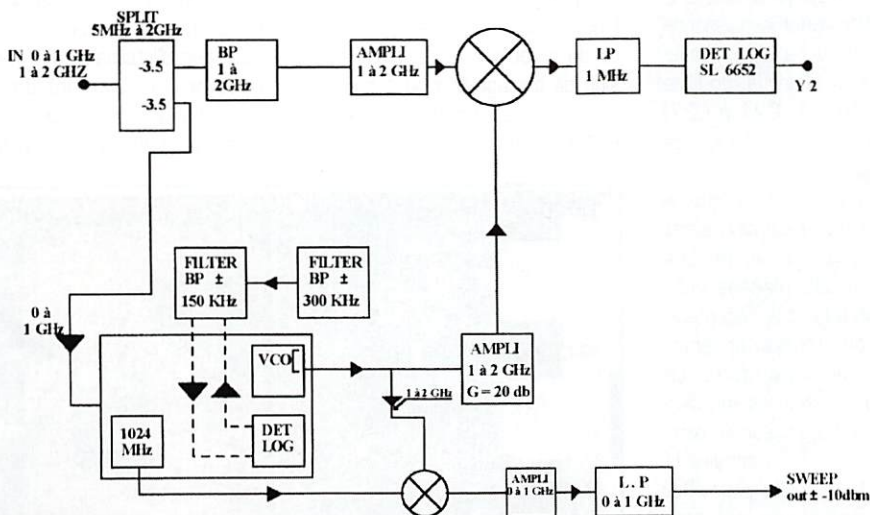 SPLIT
5MHz à 2GHz
IN 0 à 1 GHz
1 à 2 GHZ
-3.5
-3.5
BP
1 à
2GHz
AMPLI
1 à 2 GHz
LP
1 MHz
DET LOG
SL 6652
Y 2
FILTER
BP ±
150 KHz
FILTER
BP ±
300 KHz
0 à
1 GHz
VCO
AMPLI
1 à 2 GHz
G = 20 db
1 à 2 GHz
1024
MHz
DET
LOG
AMPLI
0 à 1 GHz
L . P
0 à 1 GHz
SWEEP
out ± -10dbm